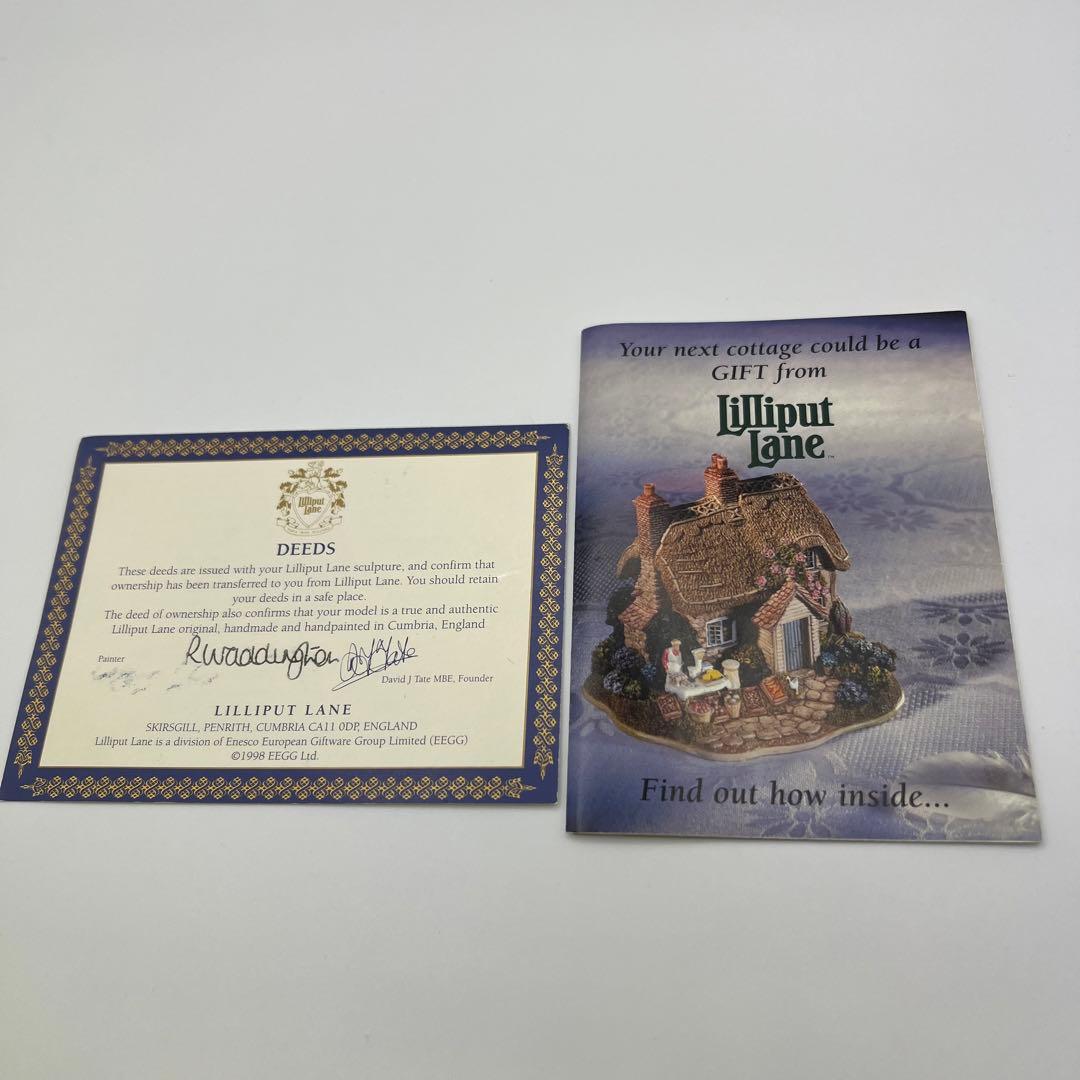 Lilliput
Lane
DEEDS
These deeds are issued with your Lilliput Lane sculpture, and confirm that
ownership has been transferred to you from Lilliput Lane. You should retain
your deeds in a safe place.
The deed of ownership also confirms that your model is a true and authentic
Lilliput Lane original, handmade and handpainted in Cumbria, England
Painter
R Waddington
David J Tate MBE, Founder
LILLIPUT LANE
SKIRSGILL, PENRITH, CUMBRIA CA11 0DP, ENGLAND
Lilliput Lane is a division of Enesco European Giftware Group Limited (EEGG)
©1998 EEGG Ltd.
Your next cottage could be a
GIFT from
Lilliput
Lane™
Find out how inside...